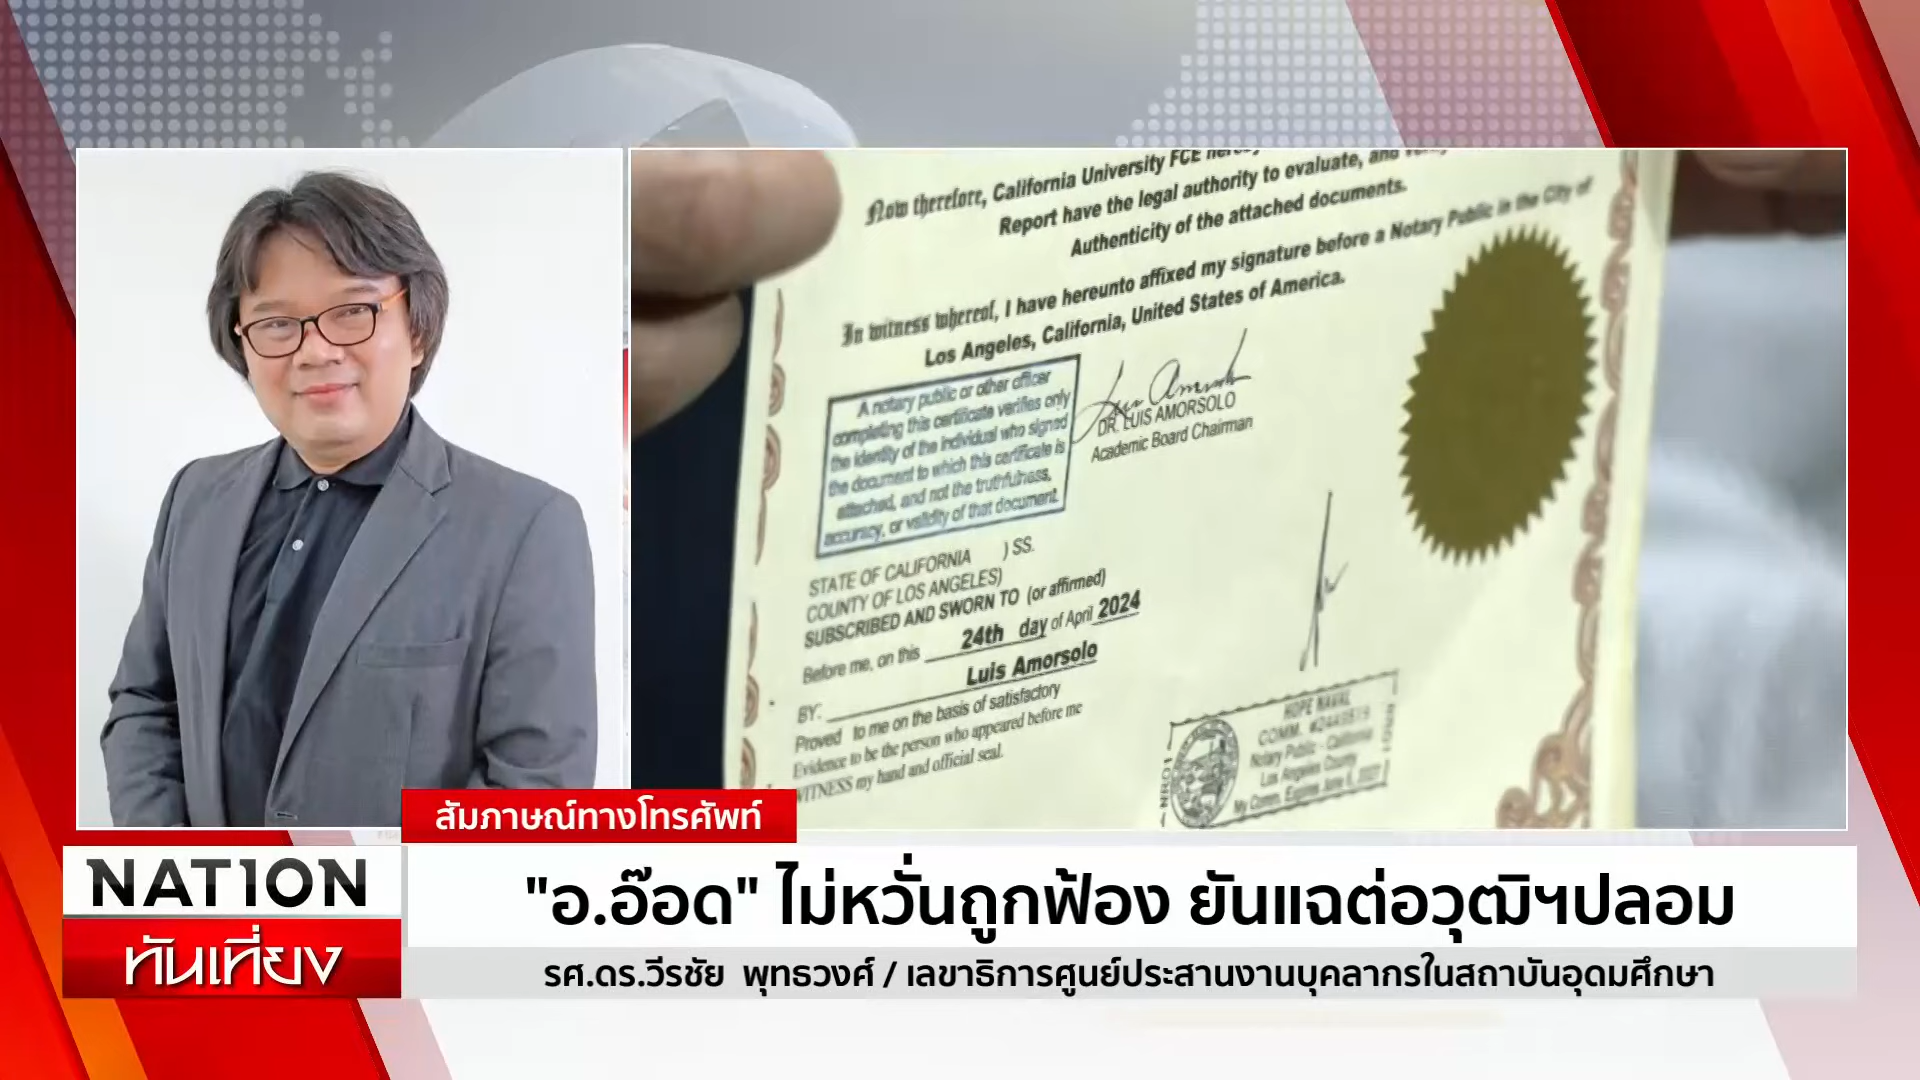 Now therefore, California University FCE
Report have the legal authority to evaluate, and
Authenticity of the attached documents.
In witness whereof, I have hereunto affixed my signature before a Notary Public in the City of
Los Angeles, California, United States of America.
A notary public or other officer
completing this certificate verifies only
the identity of the individual who signed
the document to which this certificate is
attached, and not the truthfulness,
accuracy, or validity of that document.
DR. LUIS AMORSOLO
Academic Board Chairman
STATE OF CALIFORNIA ) SS.
COUNTY OF LOS ANGELES)
SUBSCRIBED AND SWORN TO (or affirmed)
Before me, on this 24th day of April 2024
BY: Luis Amorsolo
Proved to me on the basis of satisfactory
Evidence to be the person who appeared before me
WITNESS my hand and official seal.
HOPE NAVAL
Notary Public - California
Los Angeles County
My Comm. Expires June 6, 2027
สัมภาษณ์ทางโทรศัพท์
NATION
ทันเที่ยง
"อ.อ๊อด" ไม่หวั่นถูกฟ้อง ยันแฉต่อวุฒิฯปลอม
รศ.ดร.วีรชัย พุทธวงศ์ / เลขาธิการศูนย์ประสานงานบุคลากรในสถาบันอุดมศึกษา